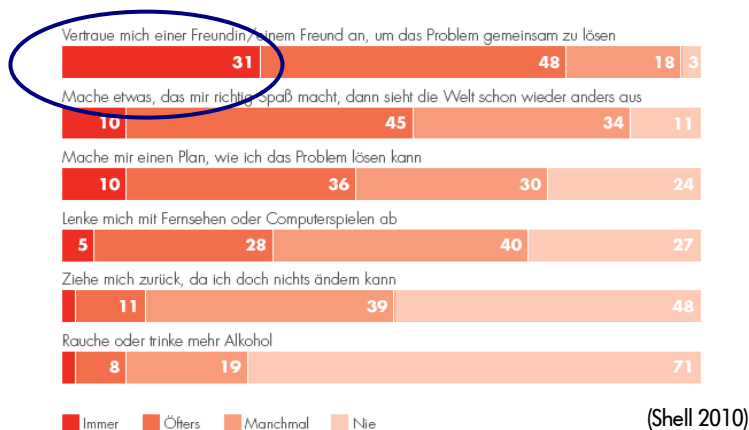 Vertraue mich einer Freundin/einem Freund an, um das Problem gemeinsam zu lösen
31 48 18 3
Mache etwas, das mir richtig Spaß macht, dann sieht die Welt schon wieder anders aus
10 45 34 11
Mache mir einen Plan, wie ich das Problem lösen kann
10 36 30 24
Lenke mich mit Fernsehen oder Computerspielen ab
5 28 40 27
Ziehe mich zurück, da ich doch nichts ändern kann
11 39 48
Rauche oder trinke mehr Alkohol
8 19 71
Immer Öfters Manchmal Nie
(Shell 2010)